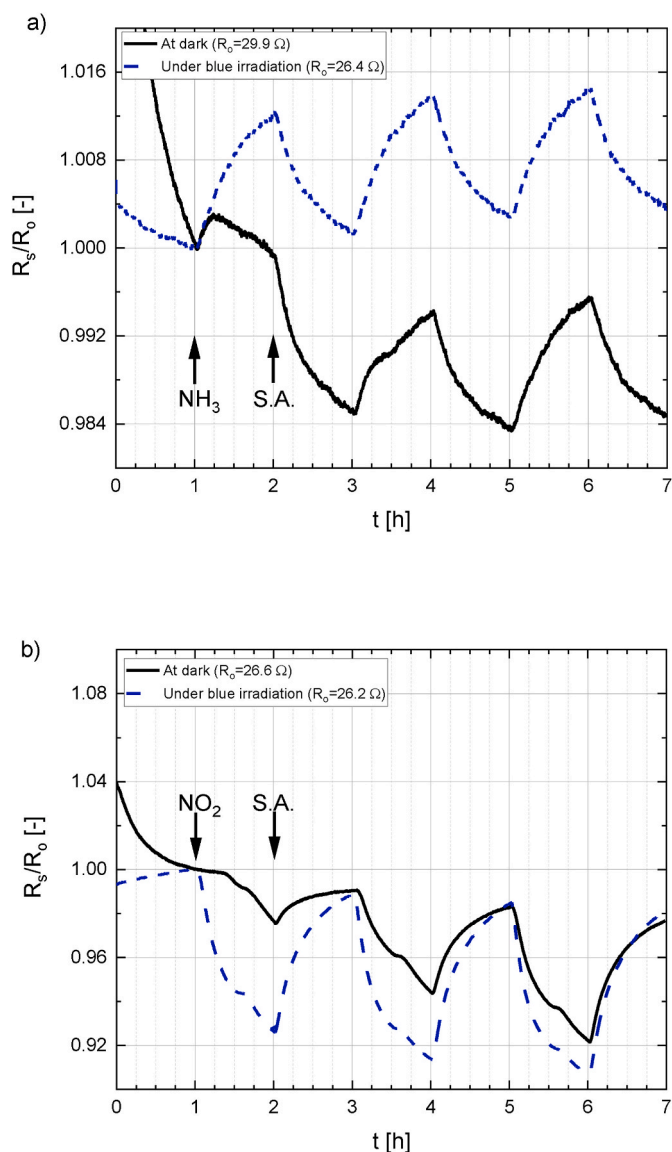 a)
At dark (Rₒ=29.9 Ω)
Under blue irradiation (Rₒ=26.4 Ω)
1.016
1.008
1.000
0.992
0.984
Rₛ/Rₒ [-]
NH₃
S.A.
0 1 2 3 4 5 6 7
t [h]
b)
At dark (Rₒ=26.6 Ω)
Under blue irradiation (Rₒ=26.2 Ω)
1.08
1.04
1.00
0.96
0.92
Rₛ/Rₒ [-]
NO₂
S.A.
0 1 2 3 4 5 6 7
t [h]